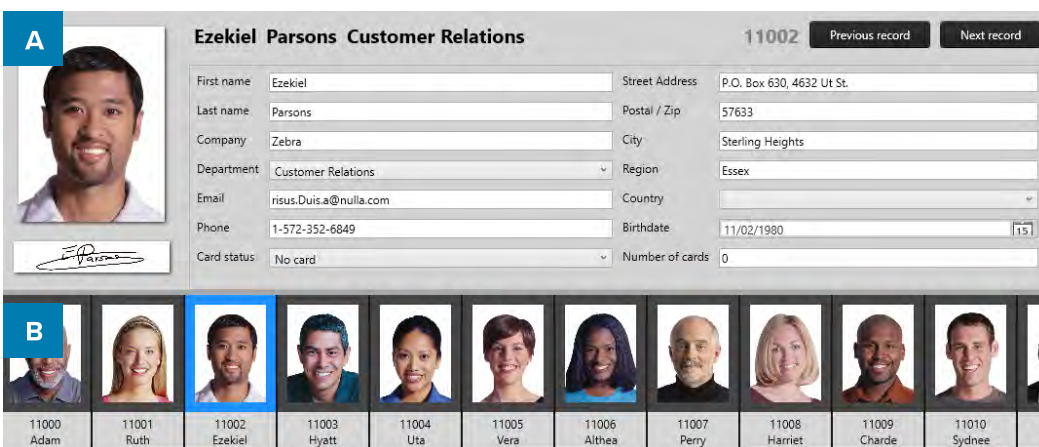 A
Ezekiel Parsons Customer Relations
11002
Previous record
Next record
First name Ezekiel
Street Address P.O. Box 630, 4632 Ut St.
Last name Parsons
Postal / Zip 57633
Company Zebra
City Sterling Heights
Department Customer Relations
Region Essex
Email risus.Duis.a@nulla.com
Country
Phone 1-572-352-6849
Birthdate 11/02/1980 15
Card status No card
Number of cards 0
E Parsons
B
11000 11001 11002 11003 11004 11005 11006 11007 11008 11009 11010
Adam Ruth Ezekiel Hyatt Uta Vera Althea Perry Harriet Charde Sydnee